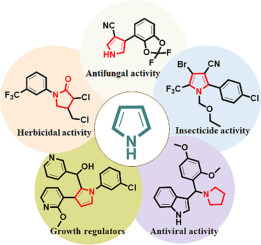 Antifungal activity
NC
O
F
O
F
HN
Herbicidal activity
F₃C
N
O
Cl
Cl
Insecticide activity
Br
CN
F₃C
N
Cl
O
N
H
Growth regulators
N
OH
N
Cl
N
O
Antiviral activity
O
O
N
N
H